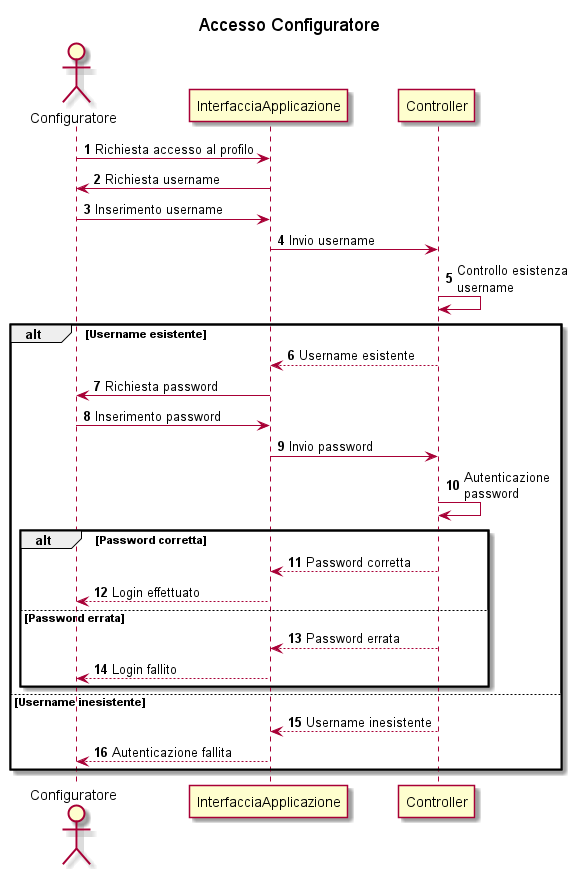 Accesso Configuratore
Configuratore
InterfacciaApplicazione
Controller
1 Richiesta accesso al profilo
2 Richiesta username
3 Inserimento username
4 Invio username
5 Controllo esistenza
username
alt [Username esistente]
6 Username esistente
7 Richiesta password
8 Inserimento password
9 Invio password
10 Autenticazione
password
alt [Password corretta]
11 Password corretta
12 Login effettuato
[Password errata]
13 Password errata
14 Login fallito
[Username inesistente]
15 Username inesistente
16 Autenticazione fallita
Configuratore
InterfacciaApplicazione
Controller